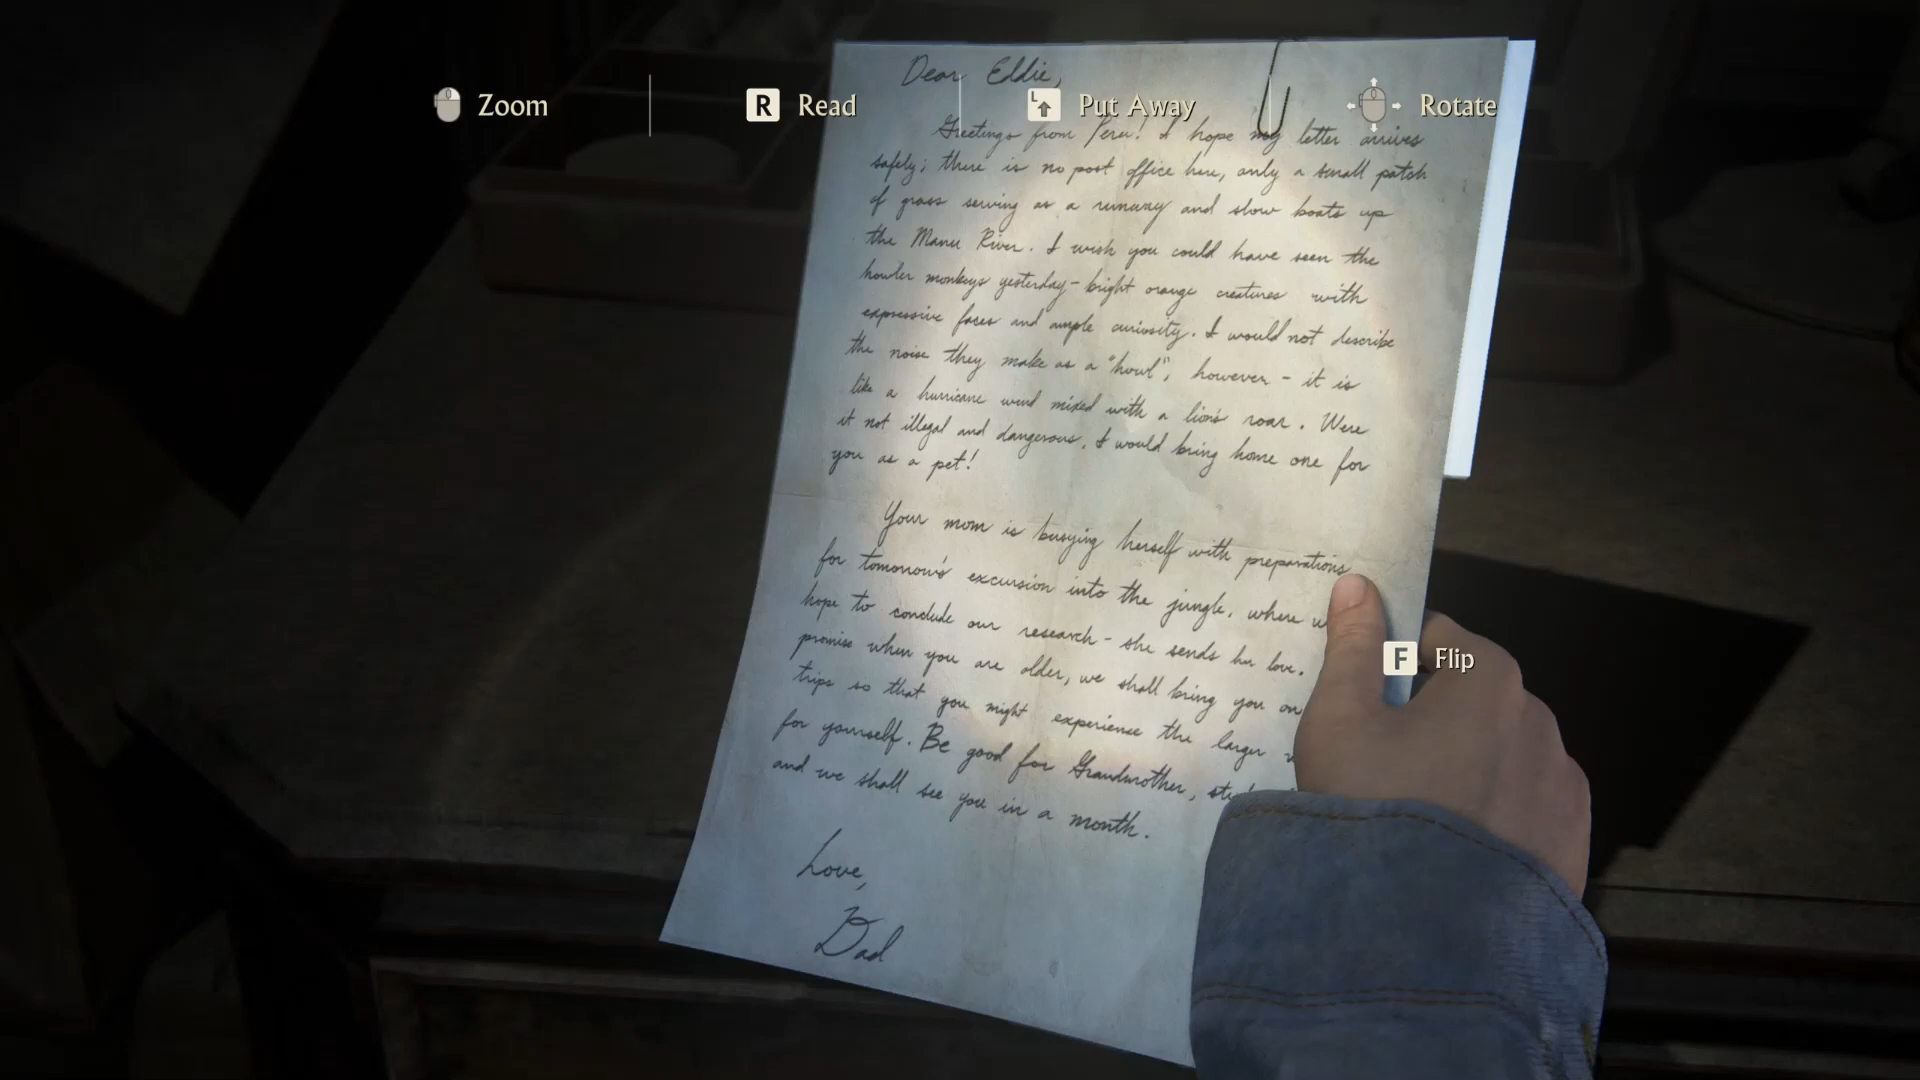 Zoom
R Read
L Put Away
Rotate
Dear Eddie,
Greetings from Peru! I hope my letter arrives
safely; there is no post office here, only a small patch
of grass serving as a runway and slow boats up
the Manu River. I wish you could have seen the
howler monkeys yesterday - bright orange creatures with
expressive faces and ample curiosity. I would not describe
the noise they make as a "howl", however - it is
like a hurricane wind mixed with a lion's roar. Were
it not illegal and dangerous, I would bring home one for
you as a pet!
Your mom is busying herself with preparations
for tomorrow's excursion into the jungle, where
hope to conclude our research - she sends her love.
promise when you are older, we shall bring you on
trips so that you might experience the larger
for yourself. Be good for Grandmother,
and we shall see you in a month.
Love,
Dad
F Flip